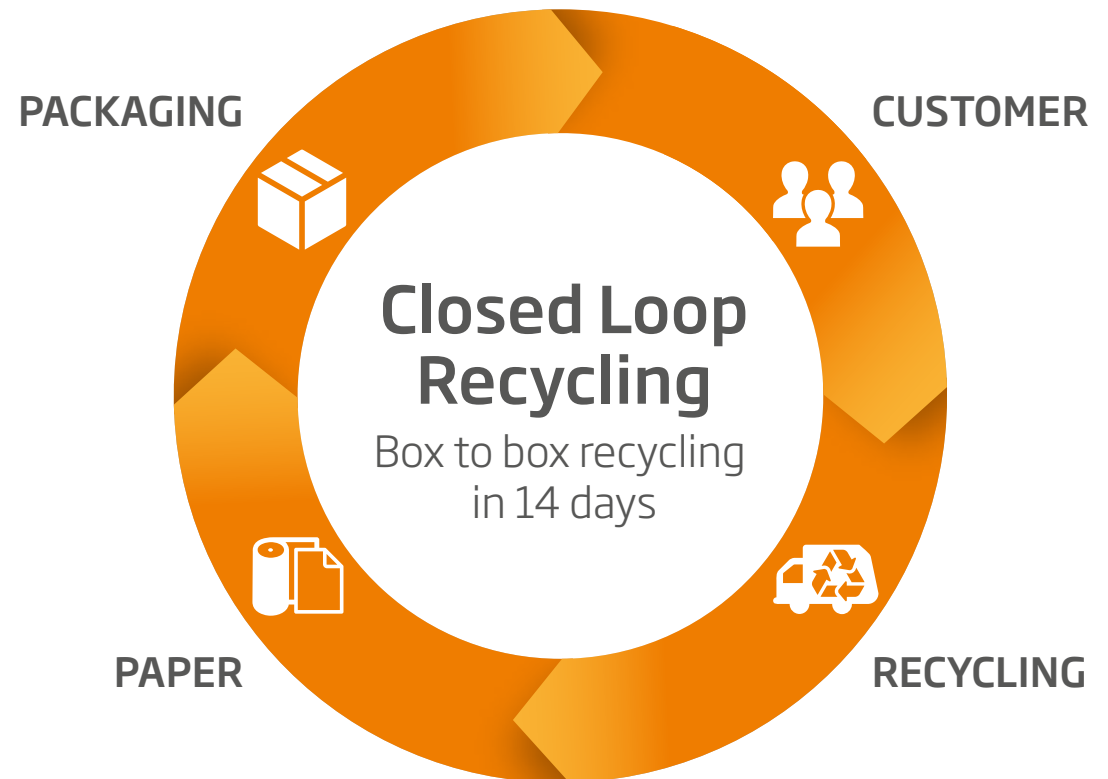 PACKAGING
CUSTOMER
Closed Loop
Recycling
Box to box recycling
in 14 days
PAPER
RECYCLING